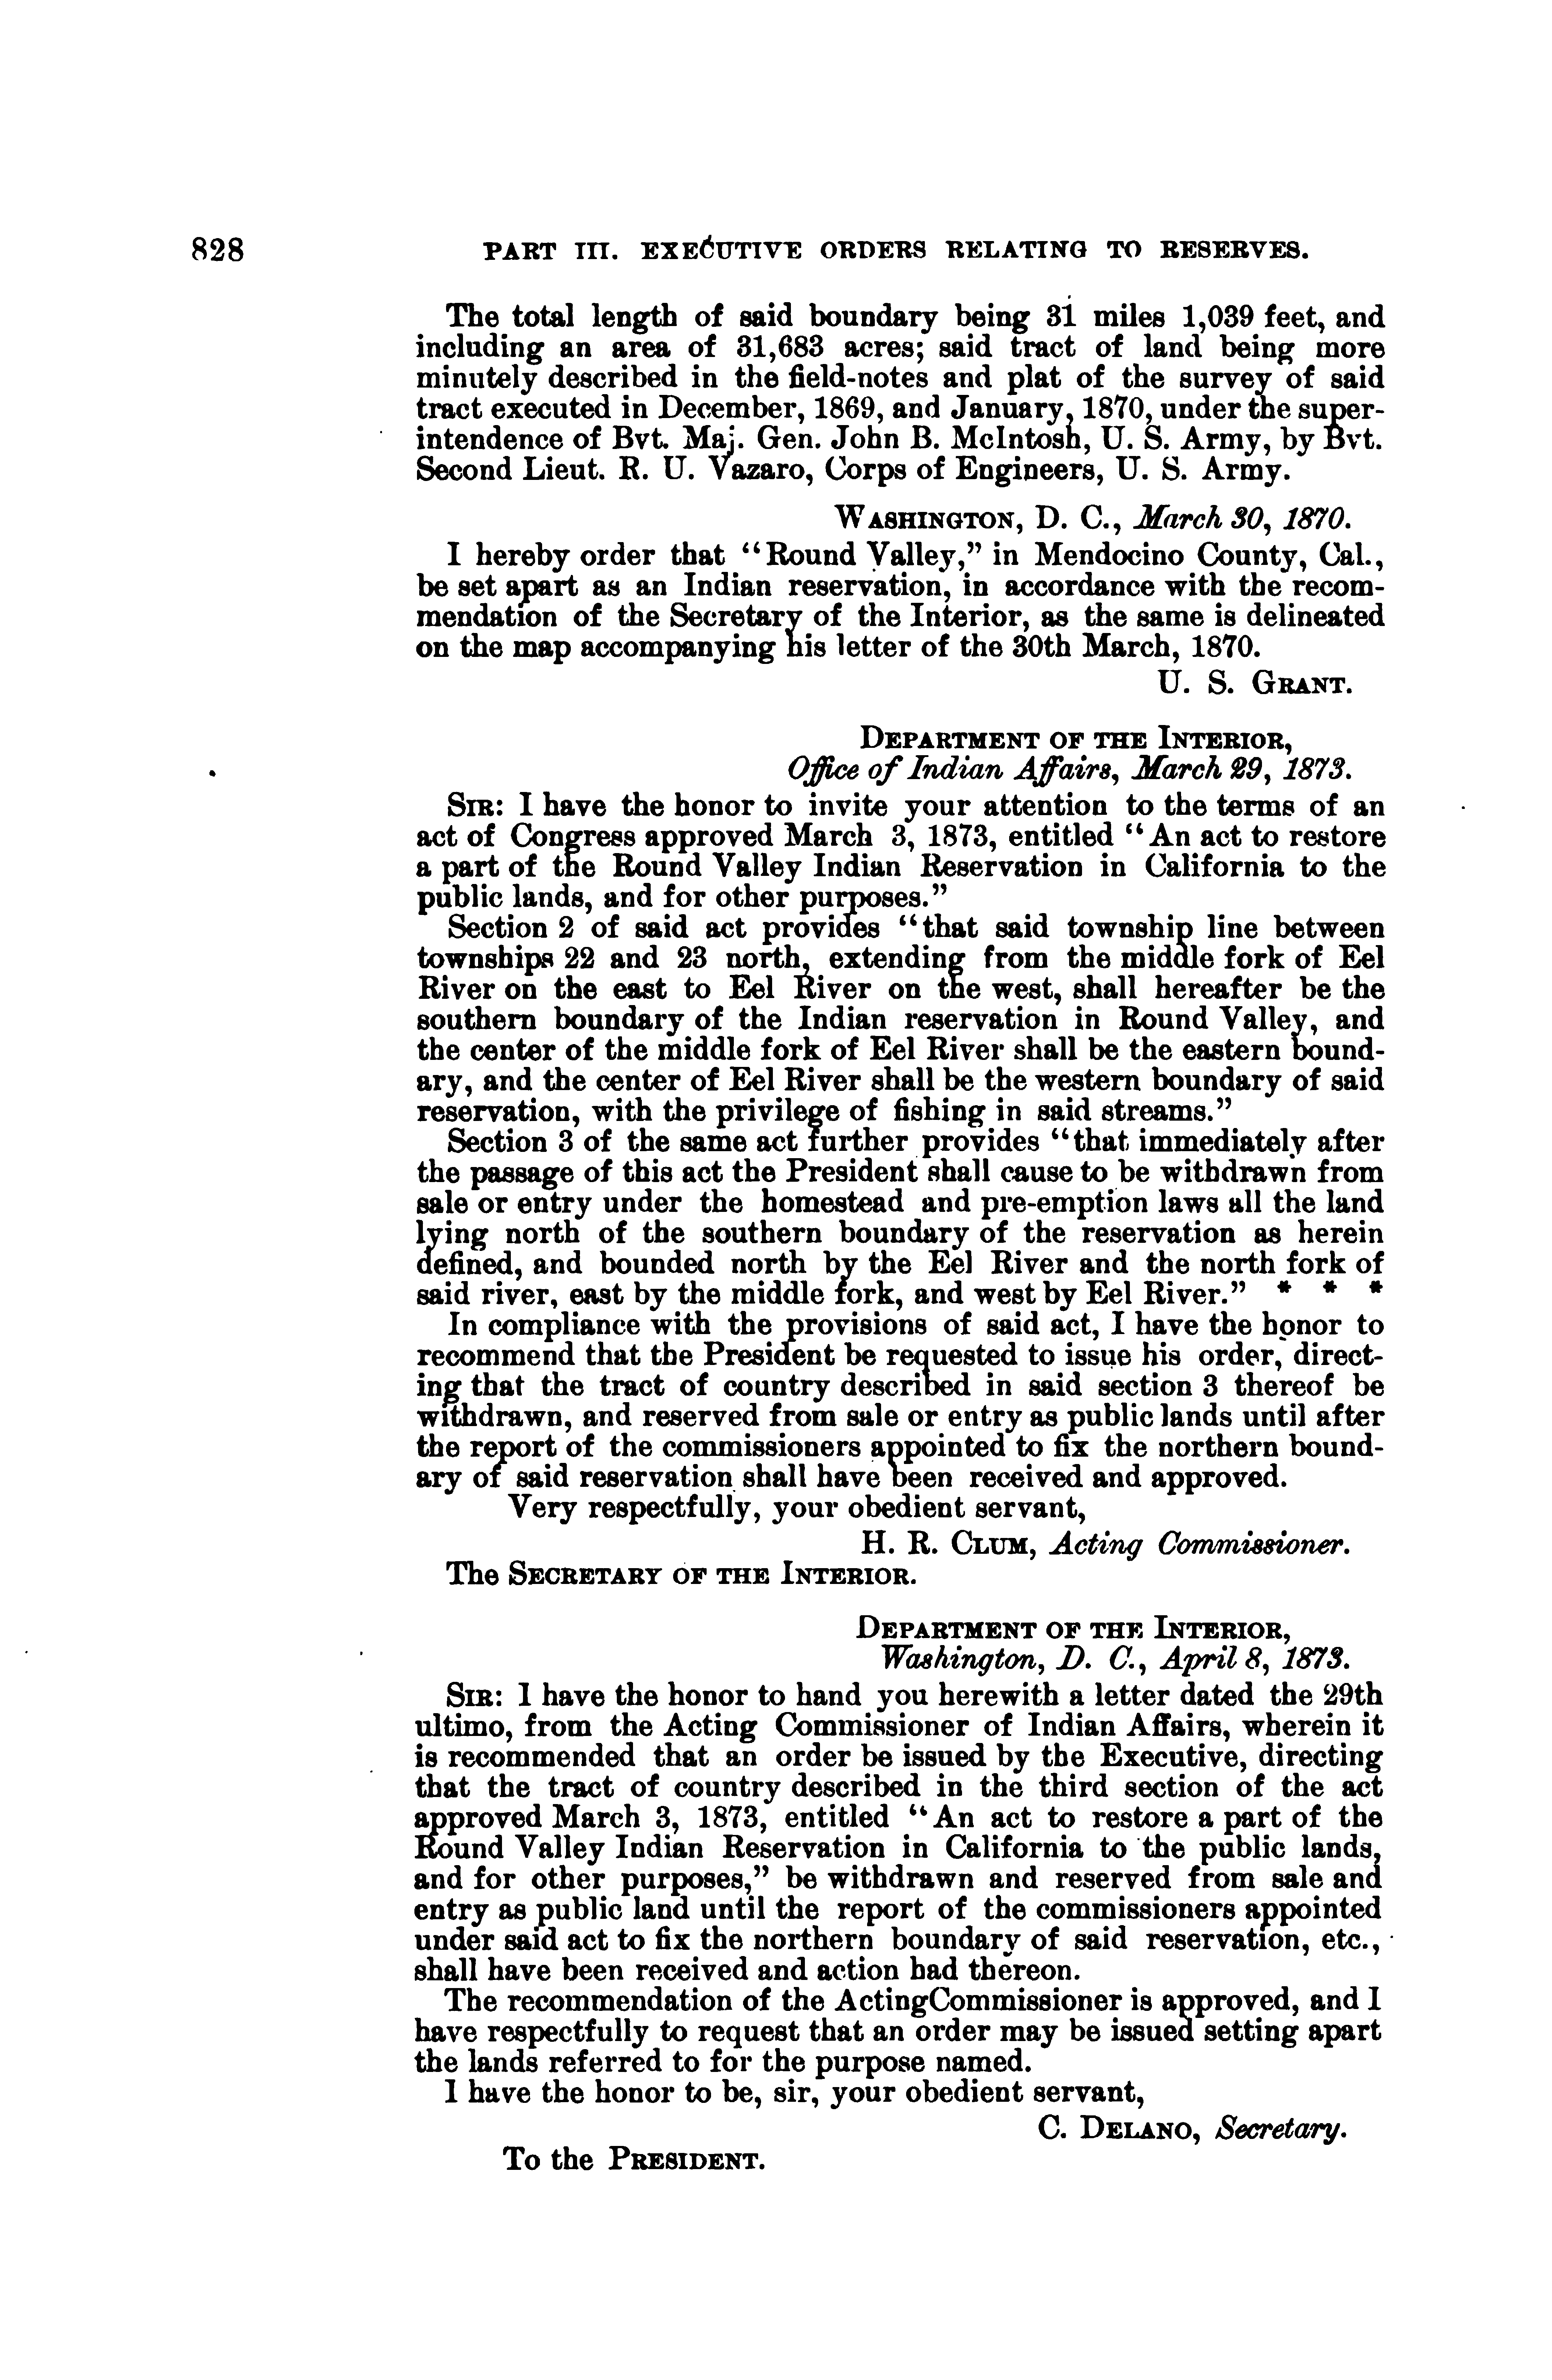 828 PART III. EXECUTIVE ORDERS RELATING TO RESERVES.
The total length of said boundary being 31 miles 1,039 feet, and
including an area of 31,683 acres; said tract of land being more
minutely described in the field-notes and plat of the survey of said
tract executed in December, 1869, and January, 1870, under the super-
intendence of Bvt. Maj. Gen. John B. McIntosh, U. S. Army, by Bvt.
Second Lieut. R. U. Vazaro, Corps of Engineers, U. S. Army.
WASHINGTON, D. C., March 30, 1870.
I hereby order that "Round Valley," in Mendocino County, Cal.,
be set apart as an Indian reservation, in accordance with the recom-
mendation of the Secretary of the Interior, as the same is delineated
on the map accompanying his letter of the 30th March, 1870.
U. S. GRANT.
DEPARTMENT OF THE INTERIOR,
Office of Indian Affairs, March 29, 1873.
SIR: I have the honor to invite your attention to the terms of an
act of Congress approved March 3, 1873, entitled "An act to restore
a part of the Round Valley Indian Reservation in California to the
public lands, and for other purposes."
Section 2 of said act provides "that said township line between
townships 22 and 23 north, extending from the middle fork of Eel
River on the east to Eel River on the west, shall hereafter be the
southern boundary of the Indian reservation in Round Valley, and
the center of the middle fork of Eel River shall be the eastern bound-
ary, and the center of Eel River shall be the western boundary of said
reservation, with the privilege of fishing in said streams."
Section 3 of the same act further provides "that immediately after
the passage of this act the President shall cause to be withdrawn from
sale or entry under the homestead and pre-emption laws all the land
lying north of the southern boundary of the reservation as herein
defined, and bounded north by the Eel River and the north fork of
said river, east by the middle fork, and west by Eel River." * * *
In compliance with the provisions of said act, I have the honor to
recommend that the President be requested to issue his order, direct-
ing that the tract of country described in said section 3 thereof be
withdrawn, and reserved from sale or entry as public lands until after
the report of the commissioners appointed to fix the northern bound-
ary of said reservation shall have been received and approved.
Very respectfully, your obedient servant,
H. R. CLUM, Acting Commissioner.
The SECRETARY OF THE INTERIOR.
DEPARTMENT OF THE INTERIOR,
Washington, D. C., April 8, 1873.
SIR: I have the honor to hand you herewith a letter dated the 29th
ultimo, from the Acting Commissioner of Indian Affairs, wherein it
is recommended that an order be issued by the Executive, directing
that the tract of country described in the third section of the act
approved March 3, 1873, entitled "An act to restore a part of the
Round Valley Indian Reservation in California to the public lands,
and for other purposes," be withdrawn and reserved from sale and
entry as public land until the report of the commissioners appointed
under said act to fix the northern boundary of said reservation, etc.,
shall have been received and action had thereon.
The recommendation of the ActingCommissioner is approved, and I
have respectfully to request that an order may be issued setting apart
the lands referred to for the purpose named.
I have the honor to be, sir, your obedient servant,
C. DELANO, Secretary.
To the PRESIDENT.